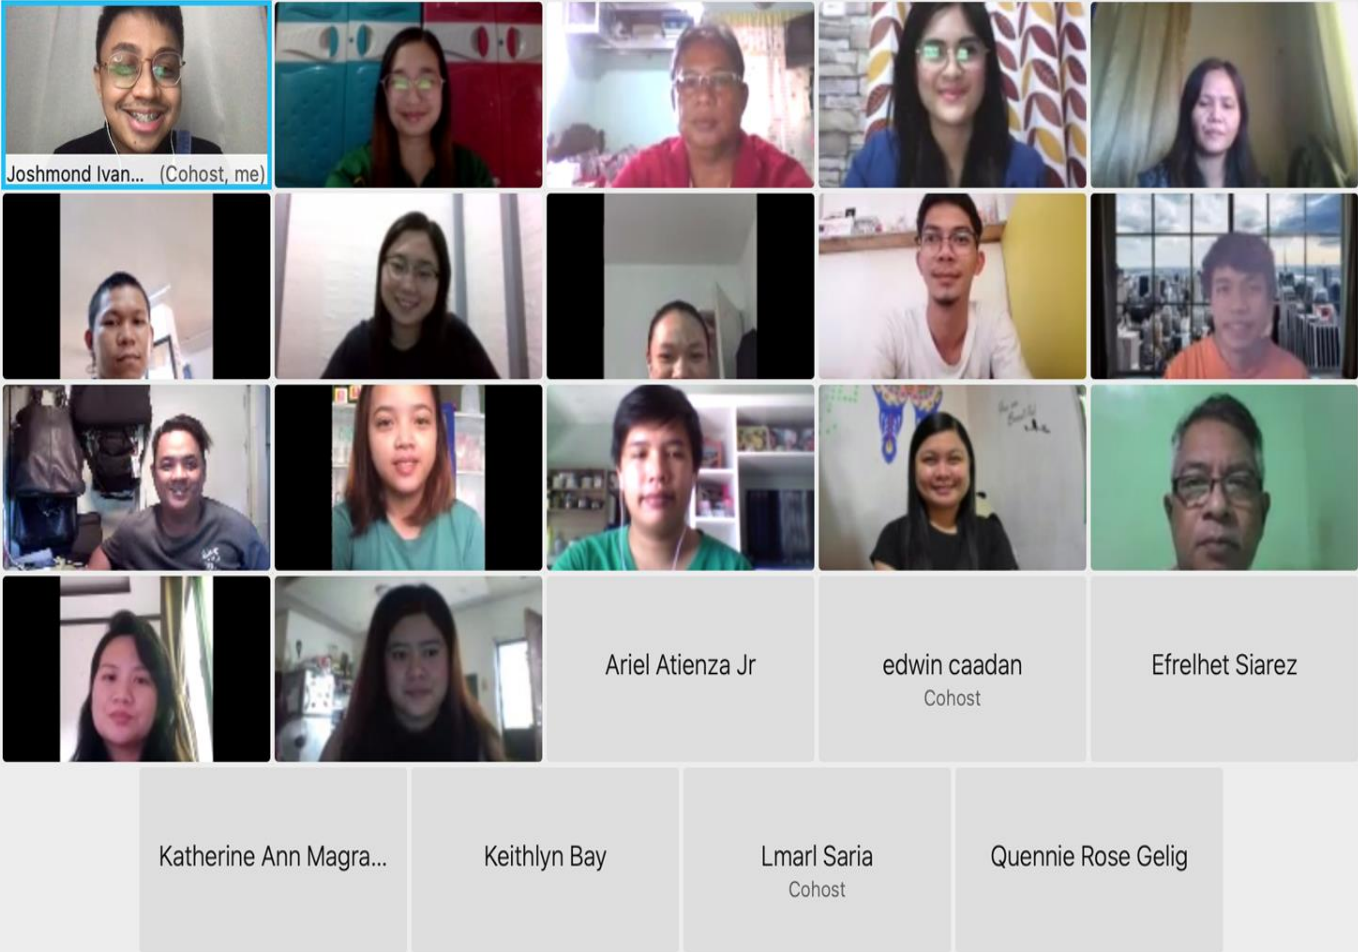 Joshmond Ivan... (Cohost, me)
Ariel Atienza Jr
edwin caadan
Cohost
Efrelhet Siarez
Katherine Ann Magra...
Keithlyn Bay
Lmarl Saria
Cohost
Quennie Rose Gelig